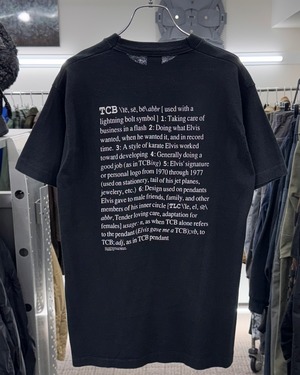 TCB \'tē, sē, bē\ abbr [used with a
lightning bolt symbol] 1: Taking care of
business in a flash 2: Doing what Elvis
wanted, when he wanted it, and in record
time. 3: A style of karate Elvis worked
toward developing 4: Generally doing a
good job (as in TCBing) 5: Elvis' signature
or personal logo from 1970 through 1977
(used on stationery, tail of his jet planes,
jewelry, etc.) 6: Design used on pendants
Elvis gave to male friends, family, and other
members of his inner circle [TLC \'tē, el, sē\
abbr, Tender loving care, adaptation for
females] usage: n, as when TCB alone refers
to the pendant (Elvis gave me a TCB); vb, to
TCB; adj, as in TCB pendant